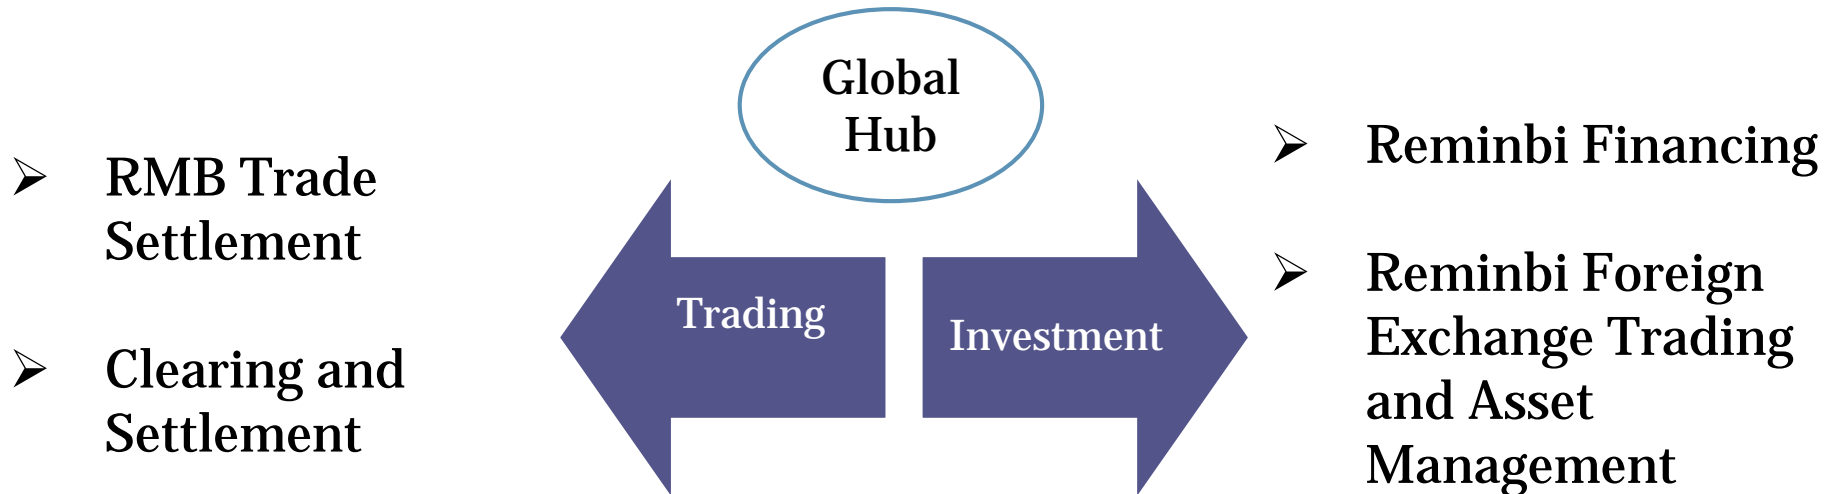 Global
Hub
➢ RMB Trade
Settlement
➢ Clearing and
Settlement
Trading
Investment
➢ Reminbi Financing
➢ Reminbi Foreign
Exchange Trading
and Asset
Management